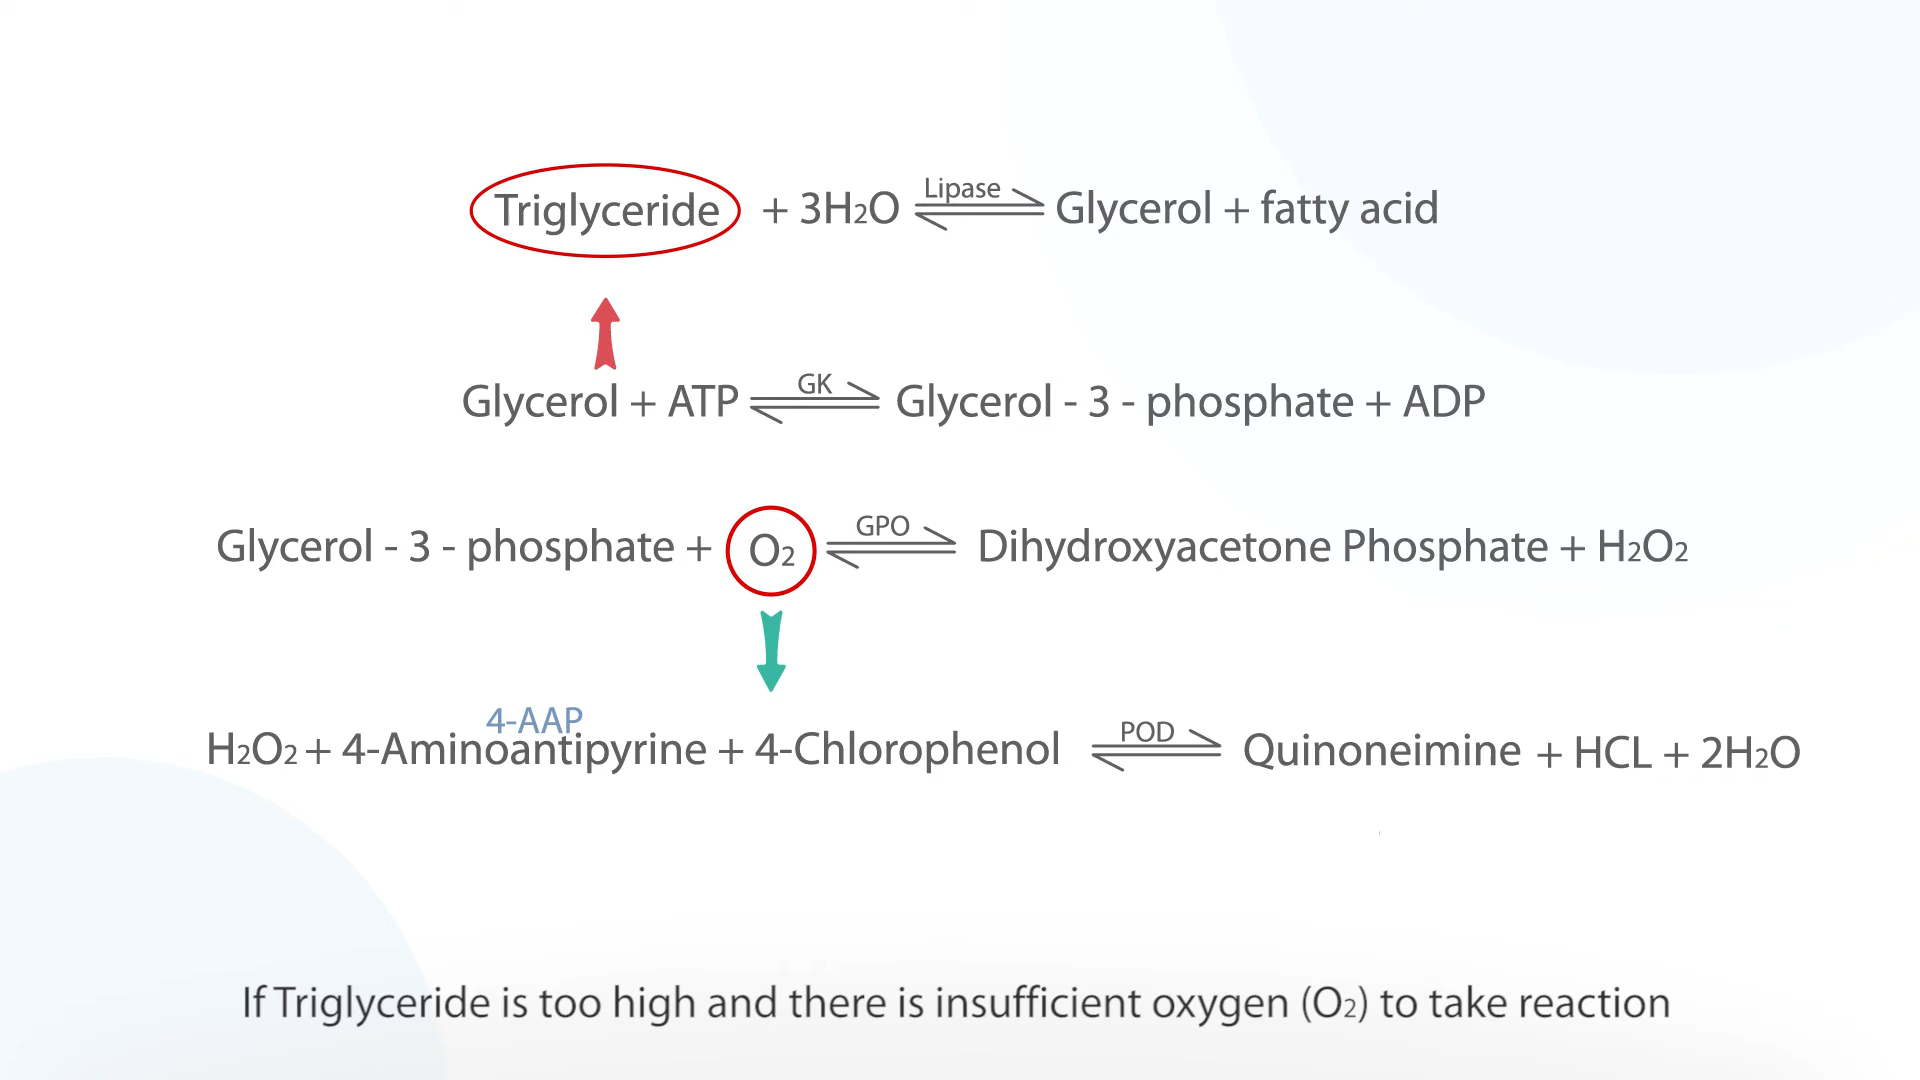 Triglyceride + 3H₂O Lipase Glycerol + fatty acid
Glycerol + ATP GK Glycerol - 3 - phosphate + ADP
Glycerol - 3 - phosphate + O₂ GPO Dihydroxyacetone Phosphate + H₂O₂
4-AAP
H₂O₂ + 4-Aminoantipyrine + 4-Chlorophenol POD Quinoneimine + HCL + 2H₂O
If Triglyceride is too high and there is insufficient oxygen (O₂) to take reaction